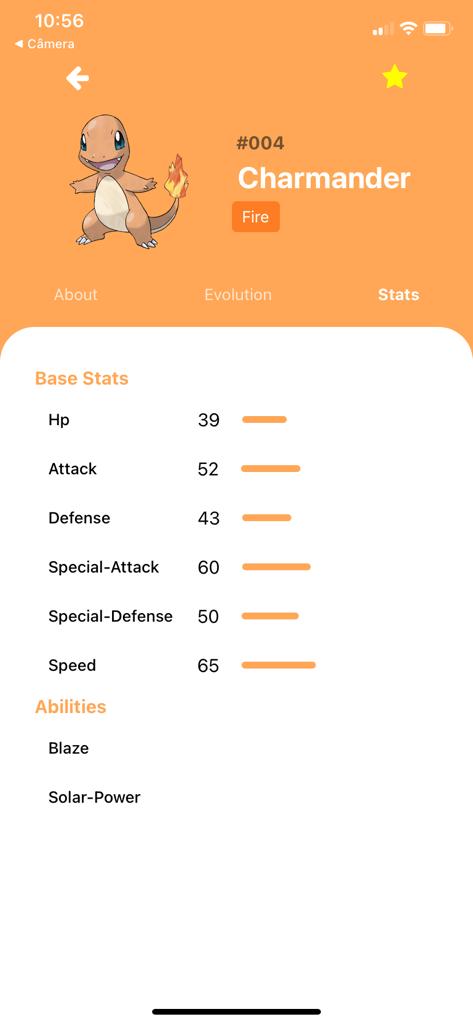 10:56
◀ Câmera
#004
Charmander
Fire
About Evolution Stats
Base Stats
Hp 39
Attack 52
Defense 43
Special-Attack 60
Special-Defense 50
Speed 65
Abilities
Blaze
Solar-Power